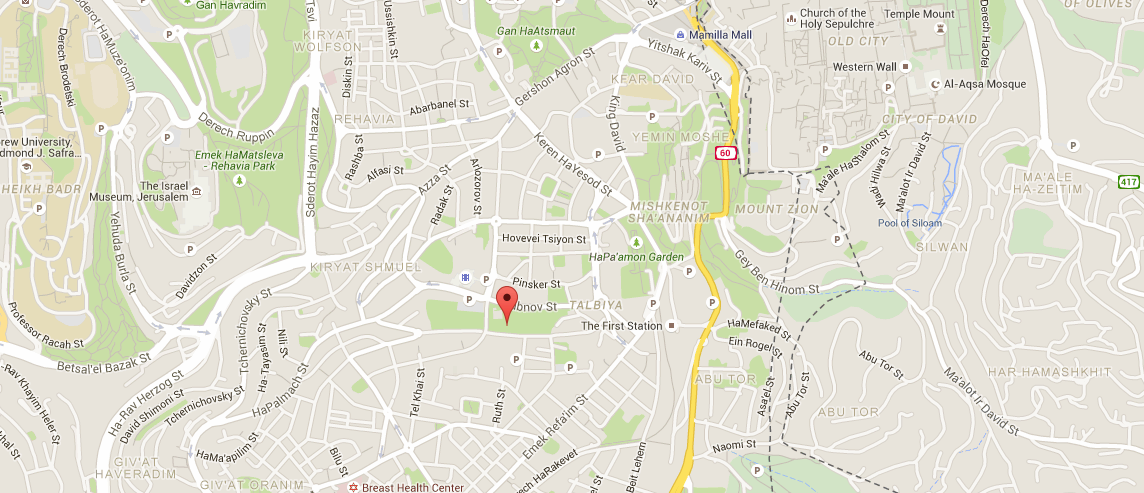 Gan Havradim
Derech Brodetski
Sderot HaMuze'onim
KIRYAT
WOLFSON
Diskin St
Ussishkin St
Gan HaAtsmaut
Gershon Agron St
Mamilla Mall
Yitshak Kariv St
KFAR DAVID
King David
Church of the
Holy Sepulchre
Temple Mount
OLD CITY
Western Wall
Al-Aqsa Mosque
Derech HaOfel
OF OLIVES
CITY OF DAVID
Abarbanel St
REHAVIA
Derech Ruppin
Emek HaMatsleva
- Rehavia Park
The Israel
Museum, Jerusalem
Sderot Hayim Hazaz
Rashba St
Alfasi St
Azza St
Radak St
Arlozorov St
Keren HaYesod St
YEMIN MOSHE
60
Ma'ale HaShalom St
Wadi Hilwa St
Ma'alot Ir David St
MA'ALE
HA-ZEITIM
417
Pool of Siloam
SILWAN
MOUNT ZION
MISHKENOT
SHA'ANANIM
HaPa'amon Garden
Hovevei Tsiyon St
Gey Ben Hinom St
KIRYAT SHMUEL
Yehuda Burla St
Davidzon St
Pinsker St
bnov St
TALBIYA
The First Station
HaMefaked St
Ein Rogel St
Professor Racah St
Betsal'el Bazak St
Tchernichovsky St
Ha-Tayasim St
Nili St
HaPalmach St
Ha-Rav Herzog St
David Shimoni St
Tchernichovsky St
-Rav Khayim Heler St
Tel Khai St
Ruth St
Emek Refa'im St
ABU TOR
Asa'el St
Abu Tor St
ABU TOR
Abu Tor St
HAR HAMASHKHIT
Ma'alot Ir David St
Naomi St
HaMa'apilim St
Bilu St
GIV'AT
HAVERADIM
GIV'AT ORANIM
Breast Health Center
ech HaRakevet
Beit Lehem